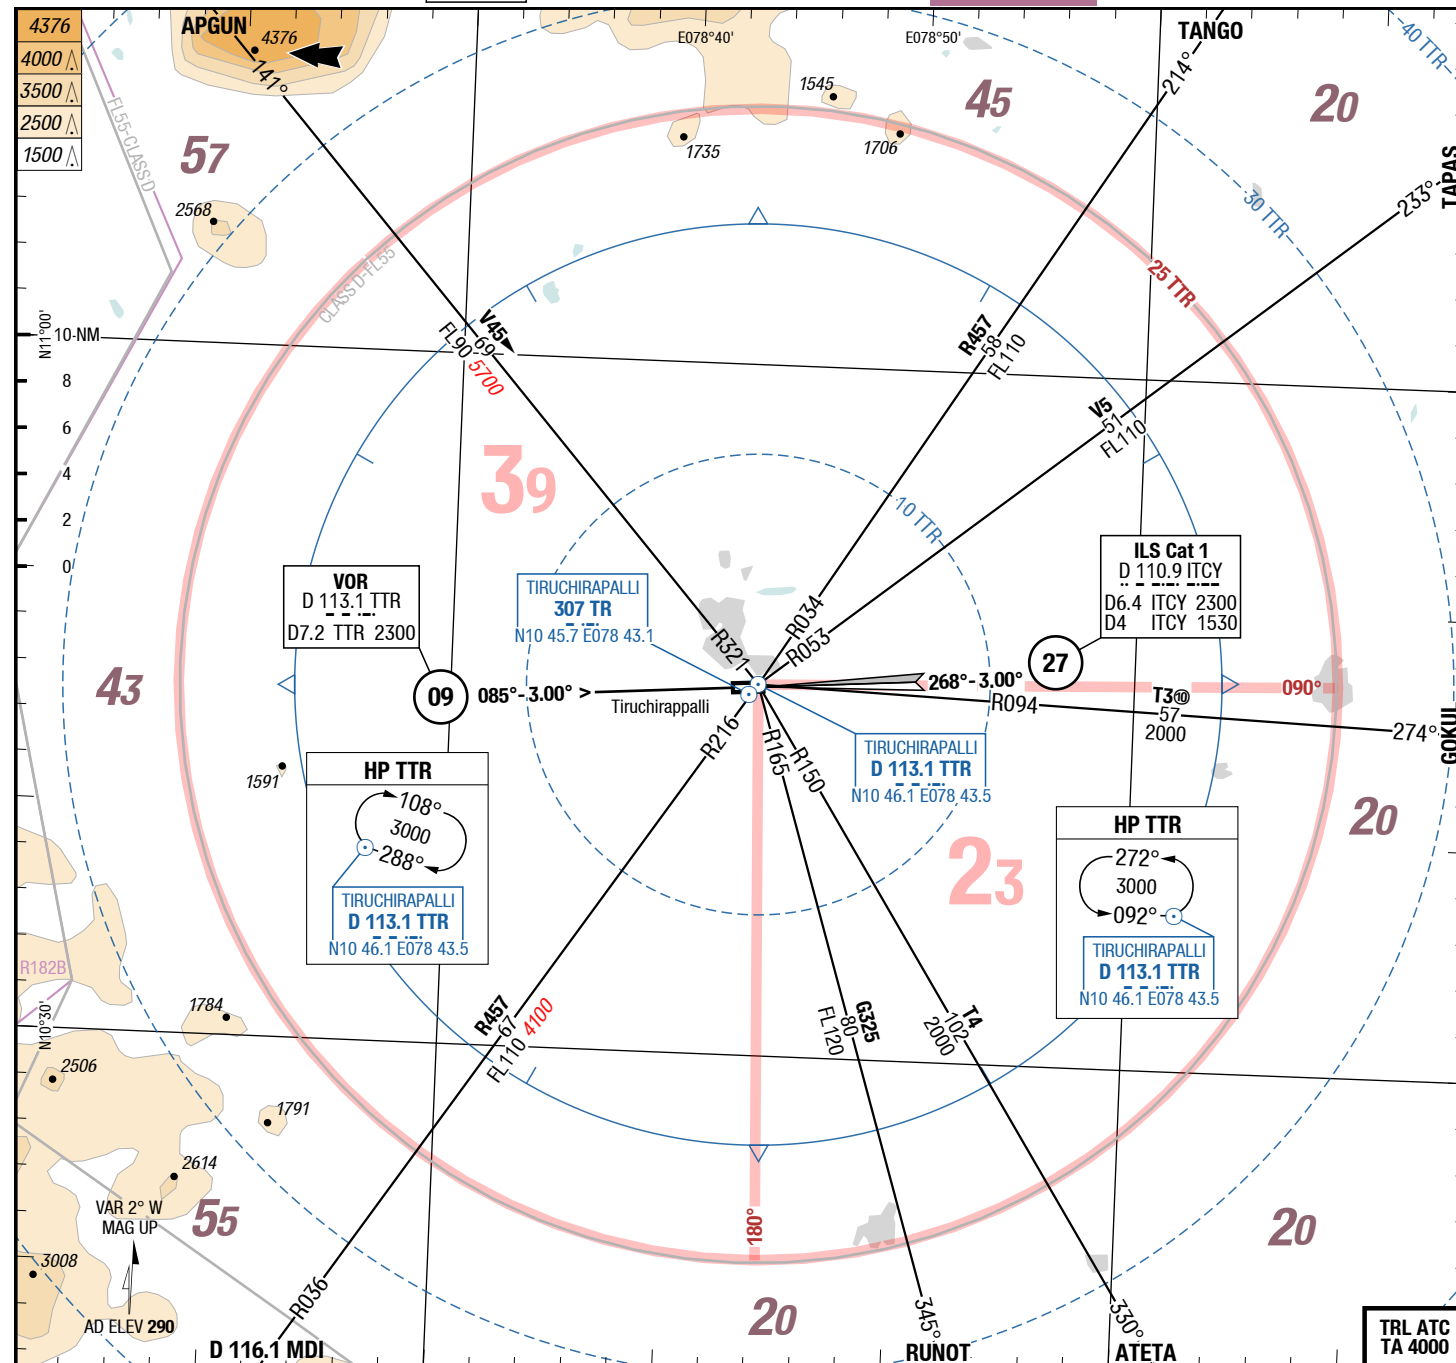 4376
4000
3500
2500
1500
APGUN
4376
141°
E078°40'
E078°50'
TANGO
214°
40 TTR
FL55-CLASS D
57
45
20
1545
1735
1706
TAPAS
233°
2568
30 TTR
CLASS D-FL55
25 TTR
N11°00'
10 NM
8
6
4
2
0
V45
69
FL90 5700
R457
58
FL110
V5
51
FL110
39
10 TTR
VOR
D 113.1 TTR
D7.2 TTR 2300
TIRUCHIRAPALLI
307 TR
N10 45.7 E078 43.1
ILS Cat 1
D 110.9 ITCY
D6.4 ITCY 2300
D4 ITCY 1530
R321
R034
R053
43
09
085°-3.00° >
Tiruchirappalli
268°-3.00°
27
090°
R094
T3
57
2000
274°
GOKUL
R216
R165
R150
TIRUCHIRAPALLI
D 113.1 TTR
N10 46.1 E078 43.5
1591
HP TTR
108°
3000
288°
TIRUCHIRAPALLI
D 113.1 TTR
N10 46.1 E078 43.5
23
20
HP TTR
272°
3000
092°
TIRUCHIRAPALLI
D 113.1 TTR
N10 46.1 E078 43.5
R182B
1784
N10°30'
2506
1791
2614
R457
67
FL110 4100
G325
80
FL120
T4
102
2000
VAR 2° W
MAG UP
55
180°
20
3008
AD ELEV 290
R036
D 116.1 MDI
20
345°
RUNOT
330°
ATETA
TRL ATC
TA 4000